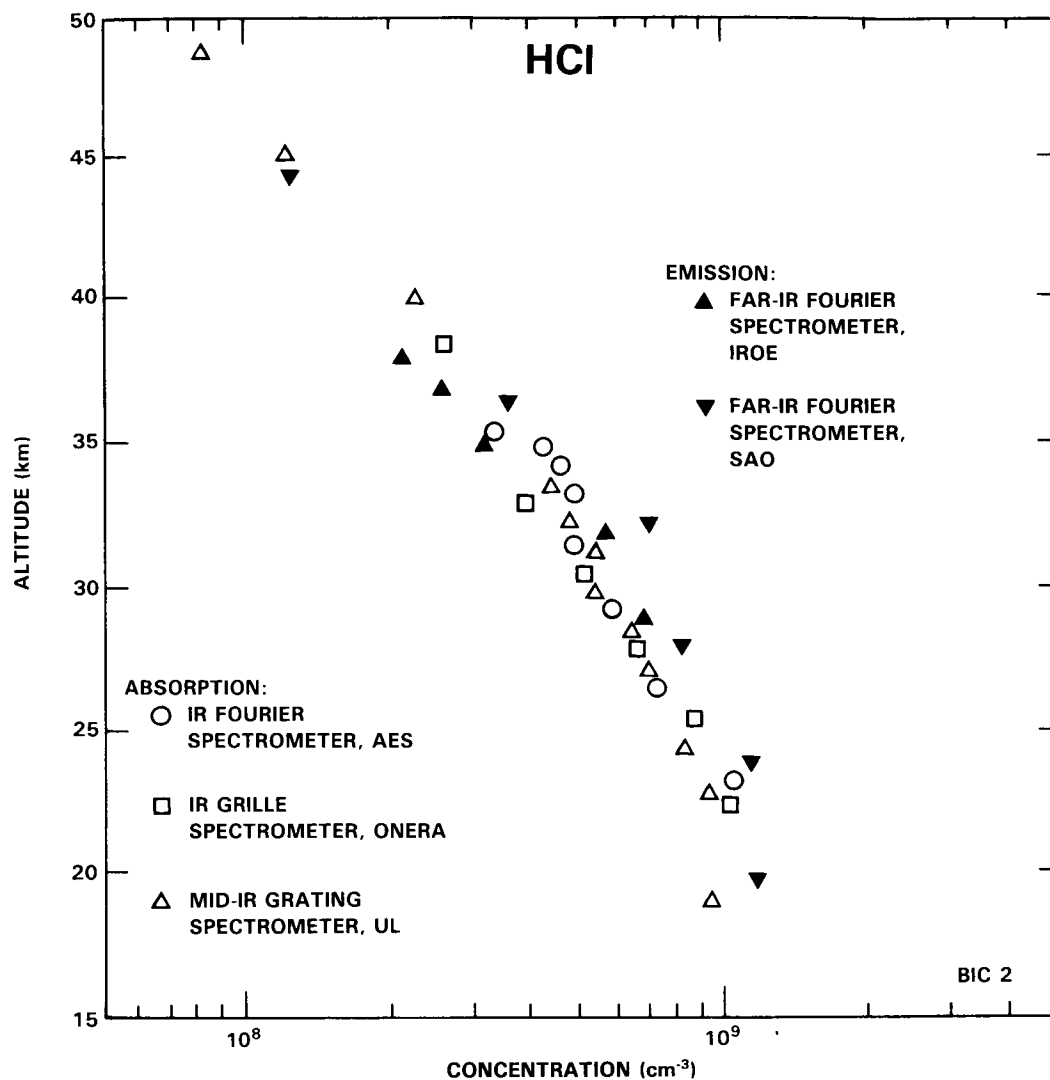 HCl
50
45
40
35
30
25
20
15
ALTITUDE (km)
EMISSION:
FAR-IR FOURIER
SPECTROMETER,
IROE
FAR-IR FOURIER
SPECTROMETER,
SAO
ABSORPTION:
IR FOURIER
SPECTROMETER, AES
IR GRILLE
SPECTROMETER, ONERA
MID-IR GRATING
SPECTROMETER, UL
BIC 2
10⁸
10⁹
CONCENTRATION (cm⁻³)